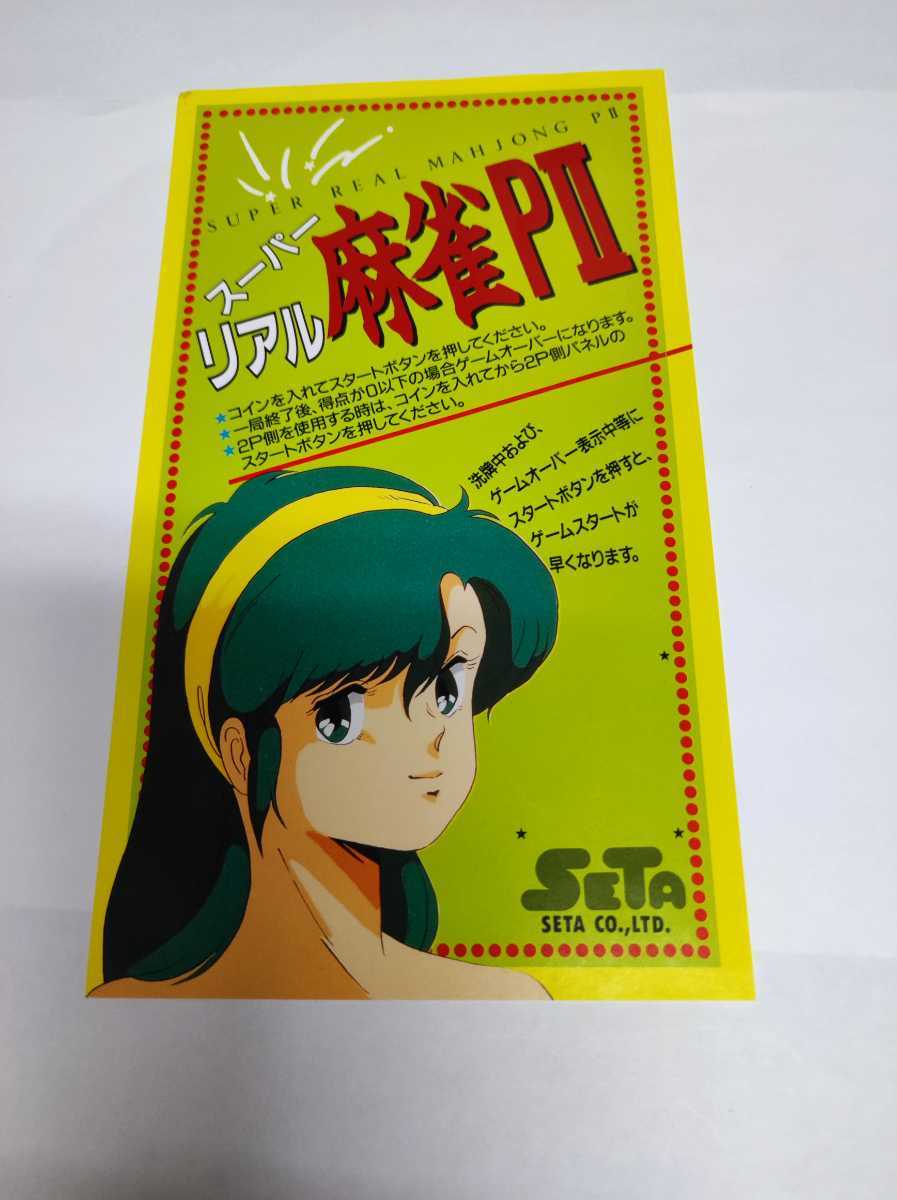 SUPER REAL MAHJONG PⅡ
スーパー
リアル
麻雀PⅡ
★コインを入れてスタートボタンを押してください。
★一局終了後、得点が0以下の場合ゲームオーバーになります。
★2P側を使用する時は、コインを入れてから2P側パネルの
スタートボタンを押してください。
洗牌中および、
ゲームオーバー表示中等に
スタートボタンを押すと、
ゲームスタートが
早くなります。
SETA
SETA CO.,LTD.